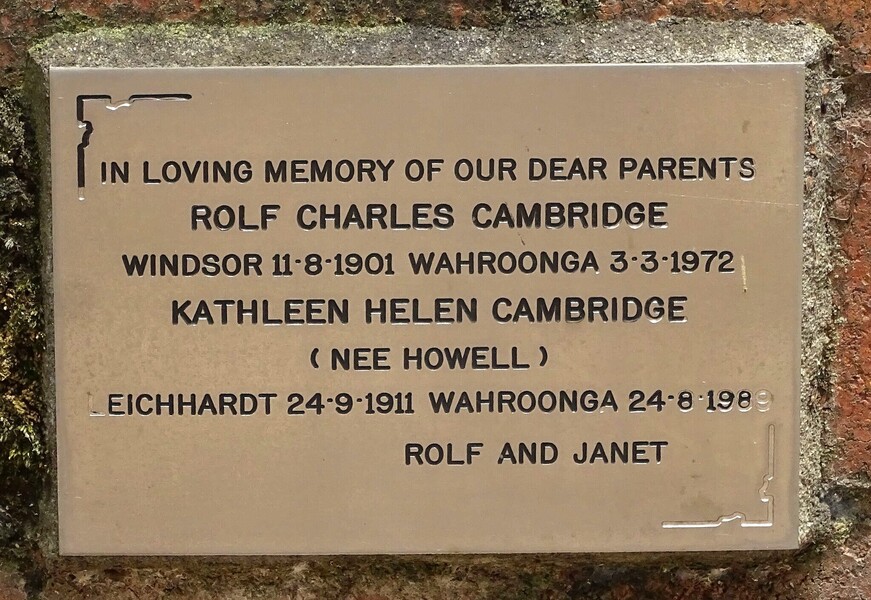 IN LOVING MEMORY OF OUR DEAR PARENTS
ROLF CHARLES CAMBRIDGE
WINDSOR 11-8-1901 WAHROONGA 3-3-1972
KATHLEEN HELEN CAMBRIDGE
( NEE HOWELL )
LEICHHARDT 24-9-1911 WAHROONGA 24-8-1989
ROLF AND JANET